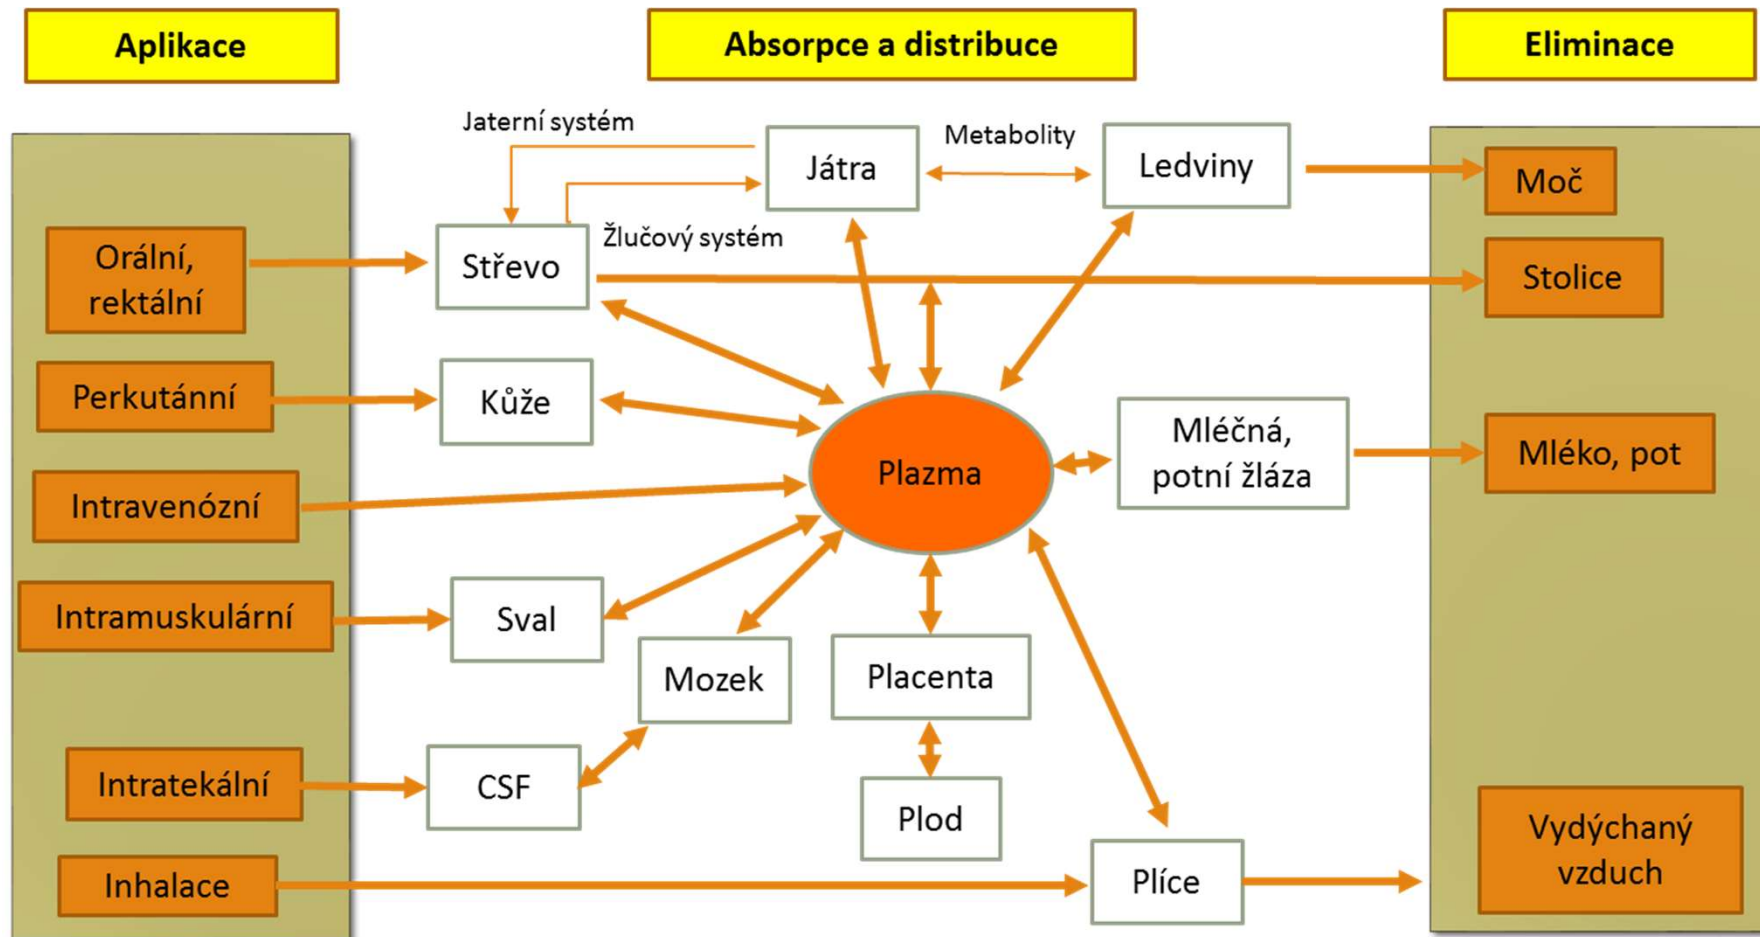 Aplikace
Absorpce a distribuce
Eliminace
Jaterní systém
Játra
Metabolity
Ledviny
Moč
Orální,
rektální
Střevo
Žlučový systém
Stolice
Perkutánní
Kůže
Plazma
Mléčná,
potní žláza
Mléko, pot
Intravenózní
Intramuskulární
Sval
Mozek
Placenta
Intratekální
CSF
Plod
Vydýchaný
vzduch
Inhalace
Plíce